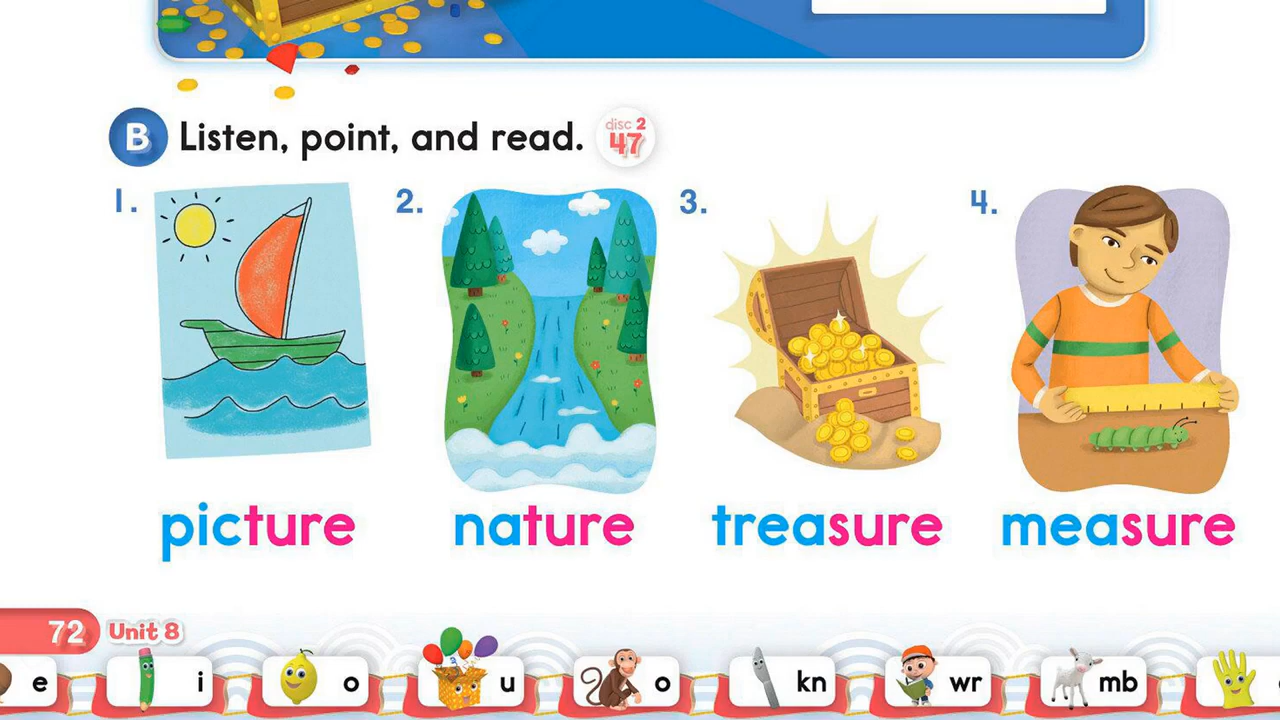 B Listen, point, and read. disc 2 47
1. 2. 3. 4.
picture nature treasure measure
72 Unit 8
e i o u o kn wr mb